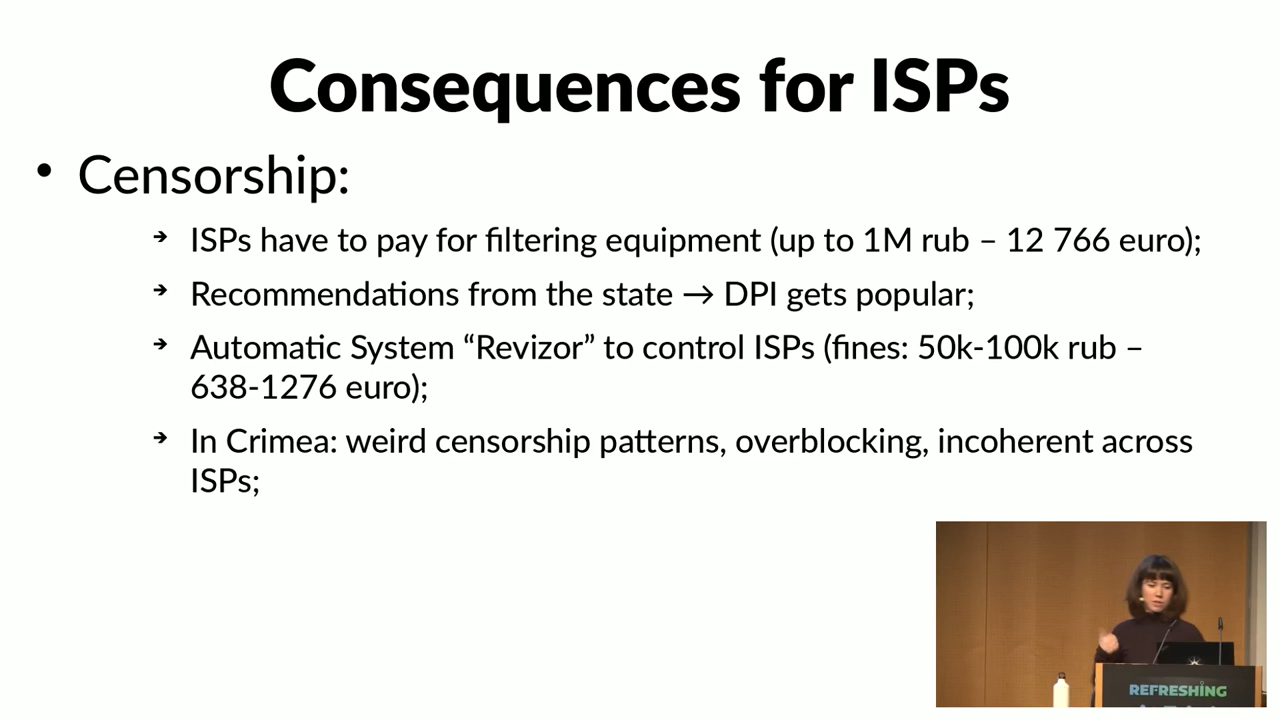 Consequences for ISPs
• Censorship:
➔ ISPs have to pay for filtering equipment (up to 1M rub – 12 766 euro);
➔ Recommendations from the state → DPI gets popular;
➔ Automatic System “Revizor” to control ISPs (fines: 50k-100k rub –
638-1276 euro);
➔ In Crimea: weird censorship patterns, overblocking, incoherent across
ISPs;
REFRESHING